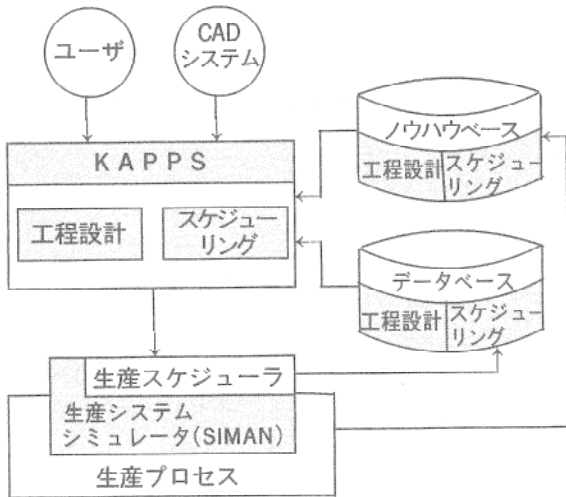 ユーザ
CAD
システム
KAPPS
工程設計
スケジュー
リング
ノウハウベース
工程設計
スケジュー
リング
データベース
工程設計
スケジュー
リング
生産スケジューラ
生産システム
シミュレータ(SIMAN)
生産プロセス